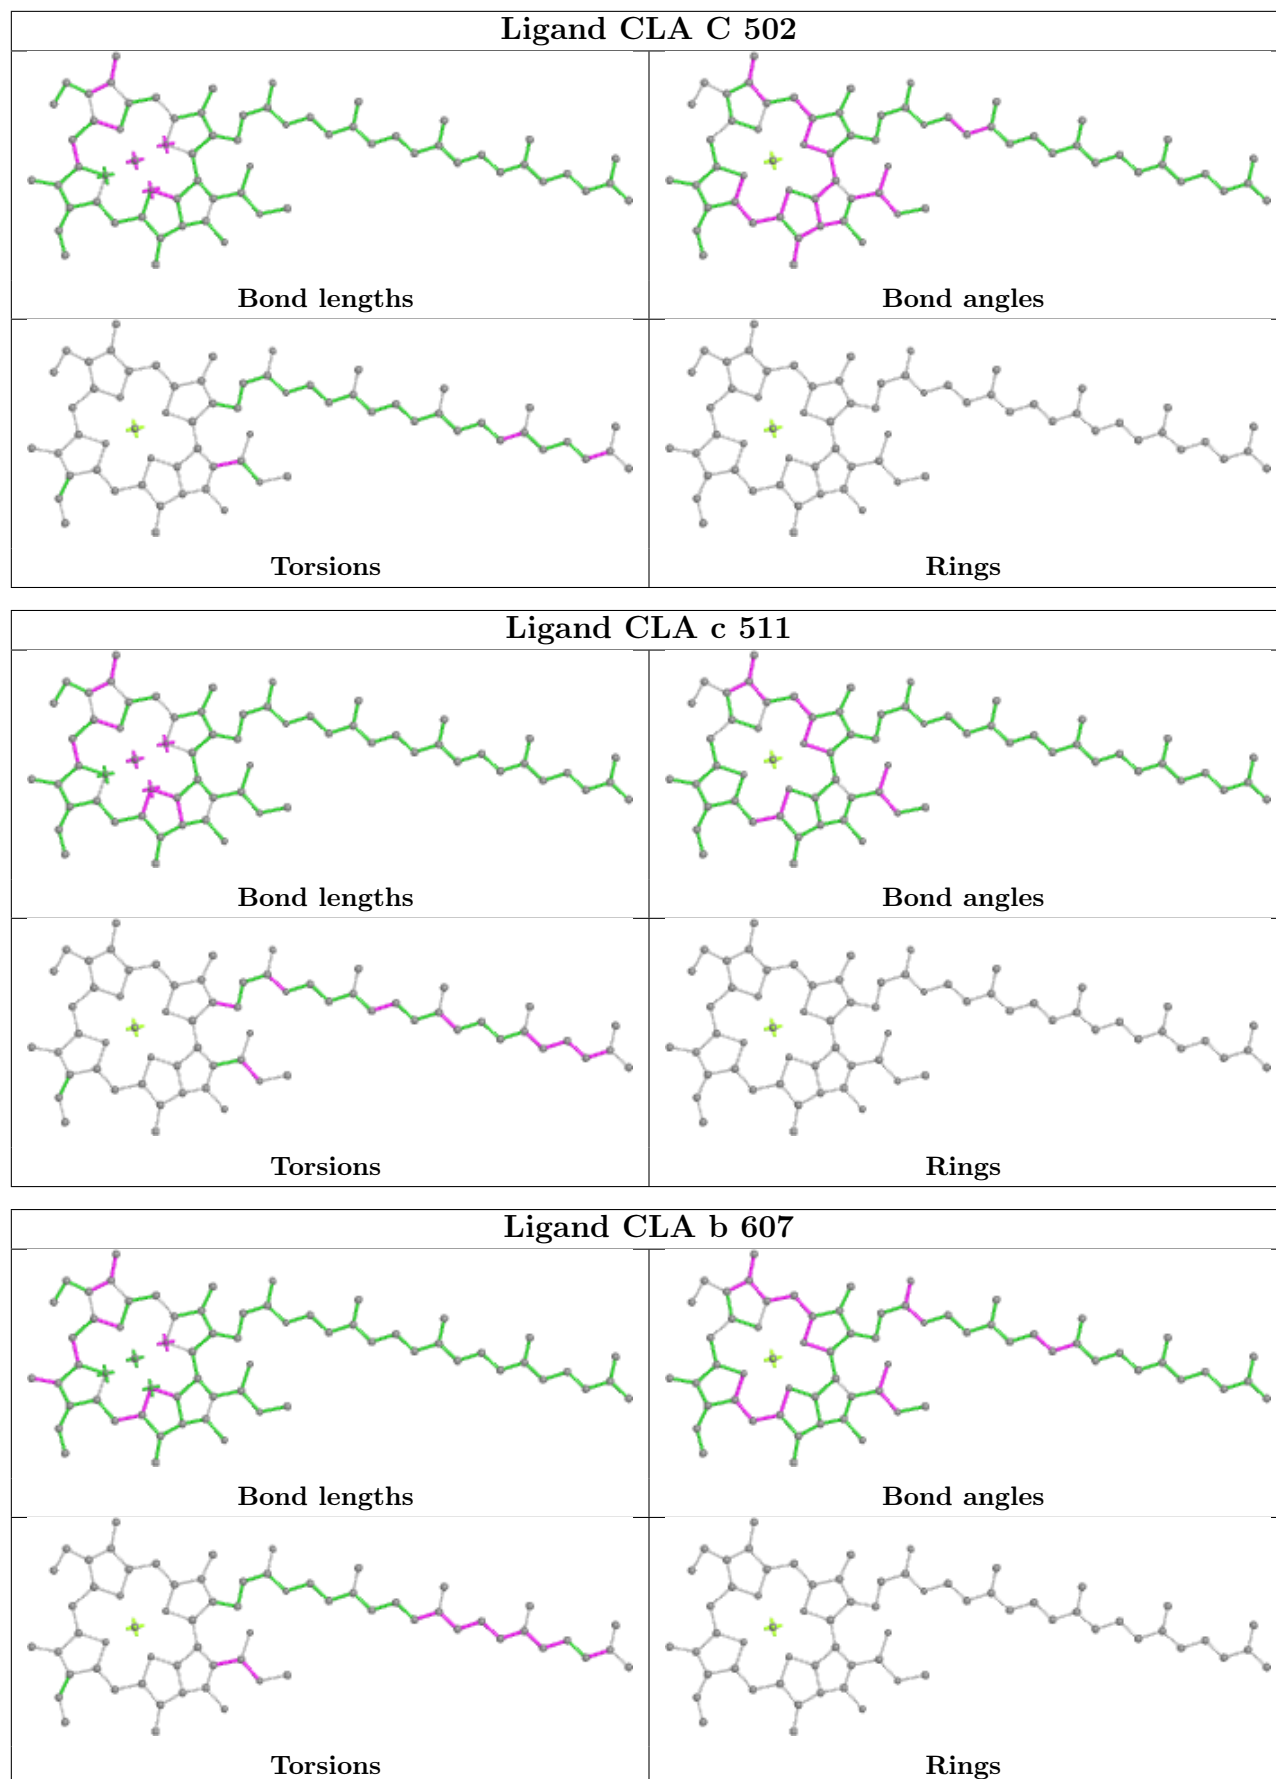 Ligand CLA C 502
Bond lengths
Bond angles
Torsions
Rings
Ligand CLA c 511
Bond lengths
Bond angles
Torsions
Rings
Ligand CLA b 607
Bond lengths
Bond angles
Torsions
Rings